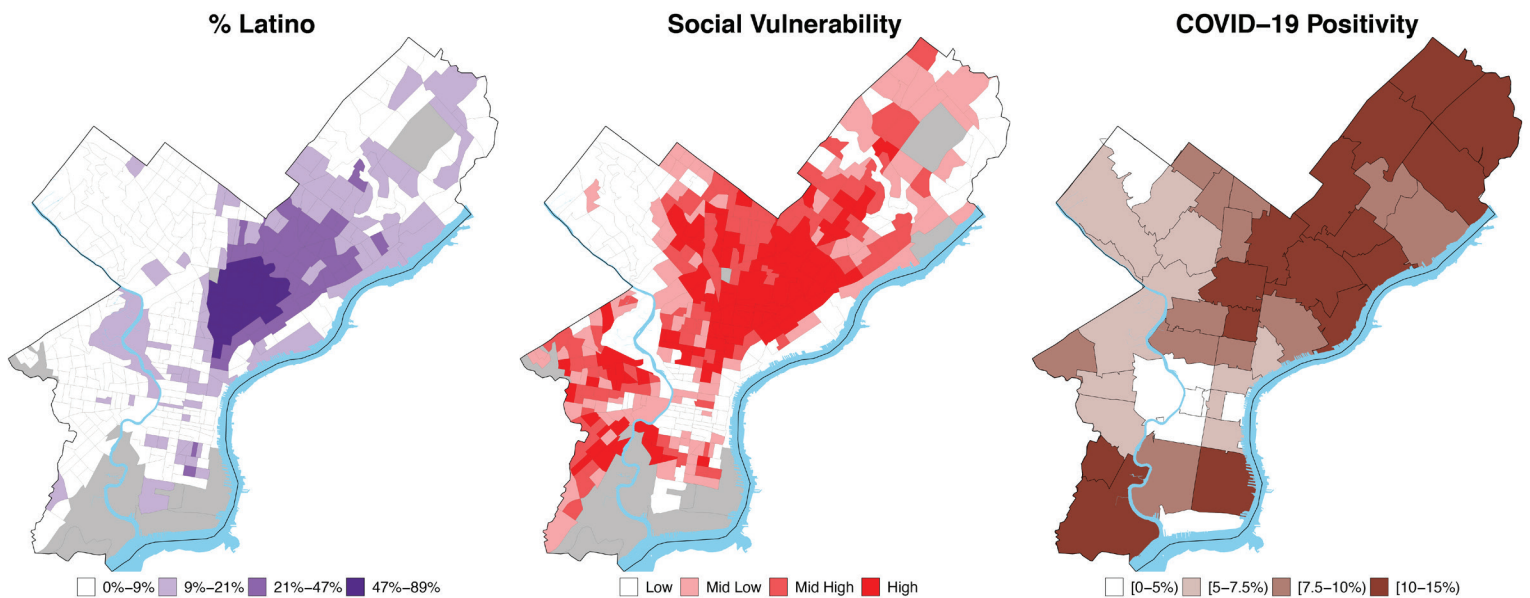 % Latino
Social Vulnerability
COVID–19 Positivity
0%–9% 9%–21% 21%–47% 47%–89%
Low Mid Low Mid High High
[0–5%) [5–7.5%) [7.5–10%) [10–15%)